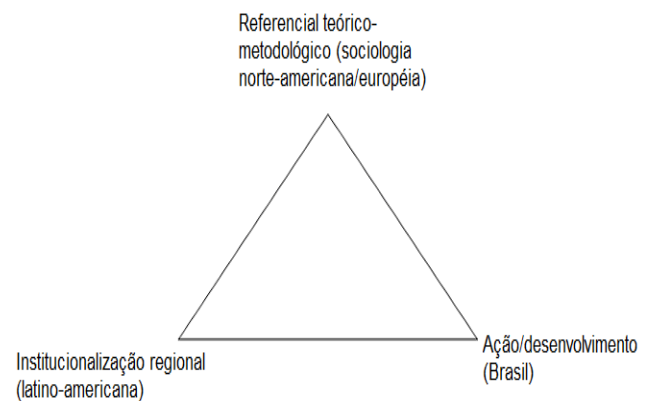 Referencial teórico-
metodológico (sociologia
norte-americana/européia)
Institucionalização regional
(latino-americana)
Ação/desenvolvimento
(Brasil)